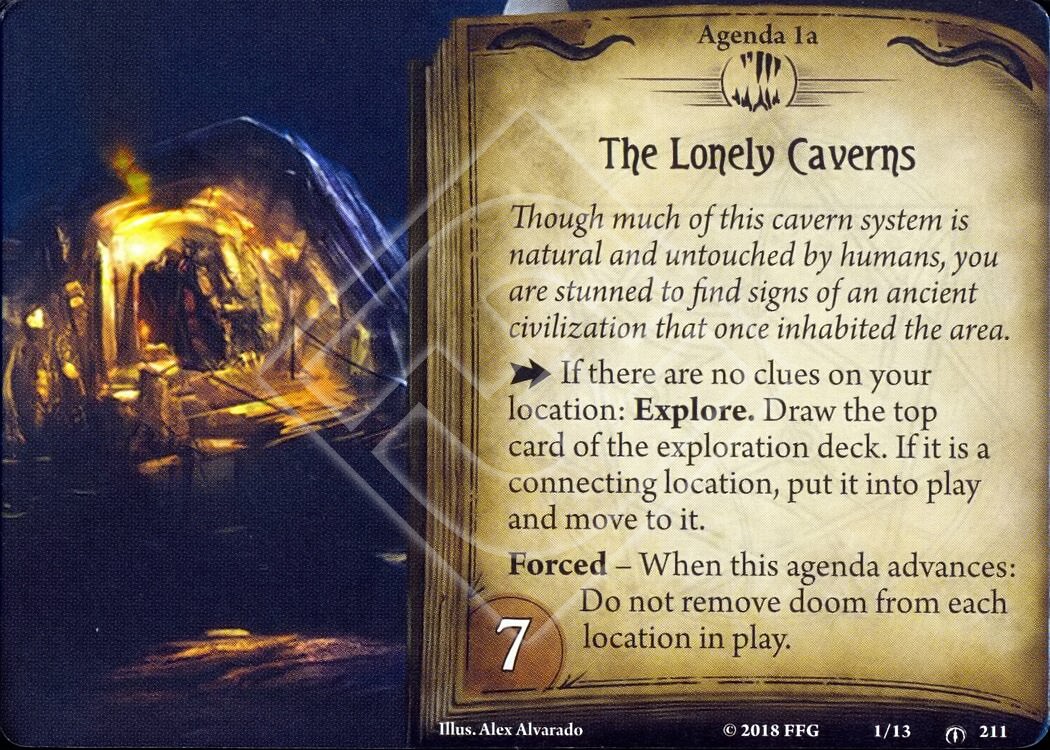 Agenda 1a
The Lonely Caverns
Though much of this cavern system is
natural and untouched by humans, you
are stunned to find signs of an ancient
civilization that once inhabited the area.
If there are no clues on your
location: Explore. Draw the top
card of the exploration deck. If it is a
connecting location, put it into play
and move to it.
Forced – When this agenda advances:
Do not remove doom from each
location in play.
7
Illus. Alex Alvarado © 2018 FFG 1/13 211